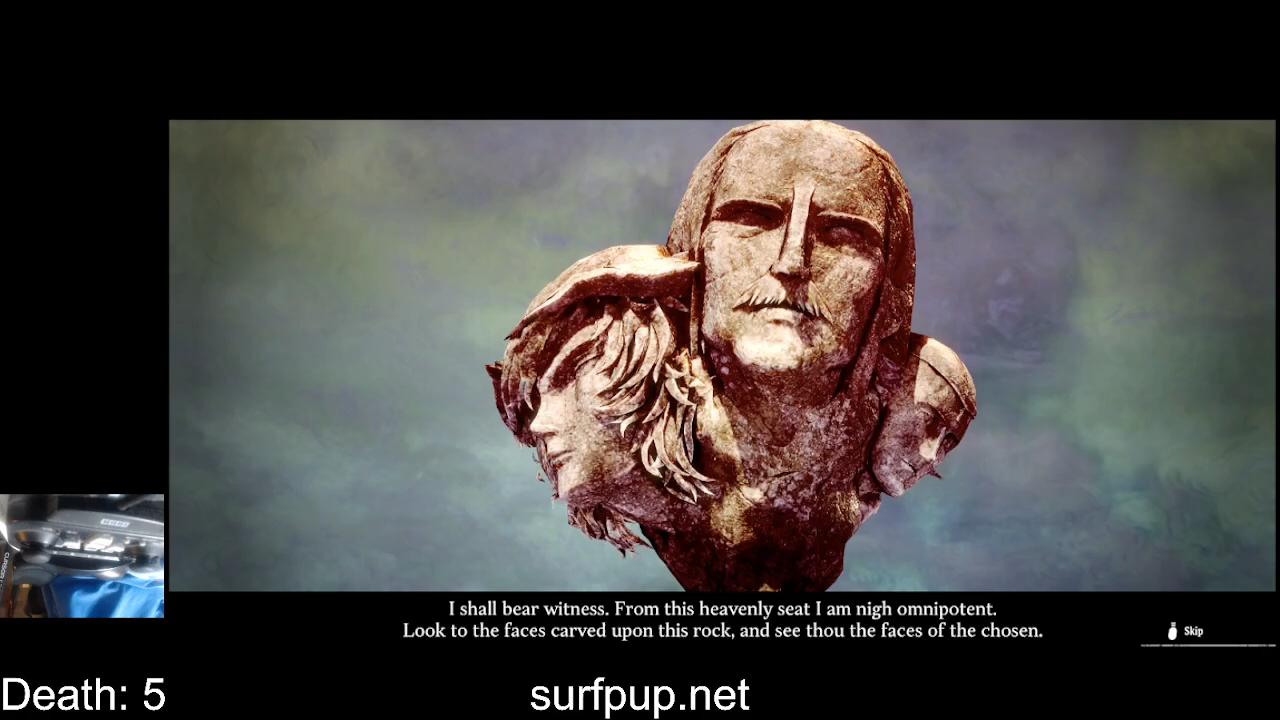 I shall bear witness. From this heavenly seat I am nigh omnipotent.
Look to the faces carved upon this rock, and see thou the faces of the chosen.
Skip
Death: 5
surfpup.net